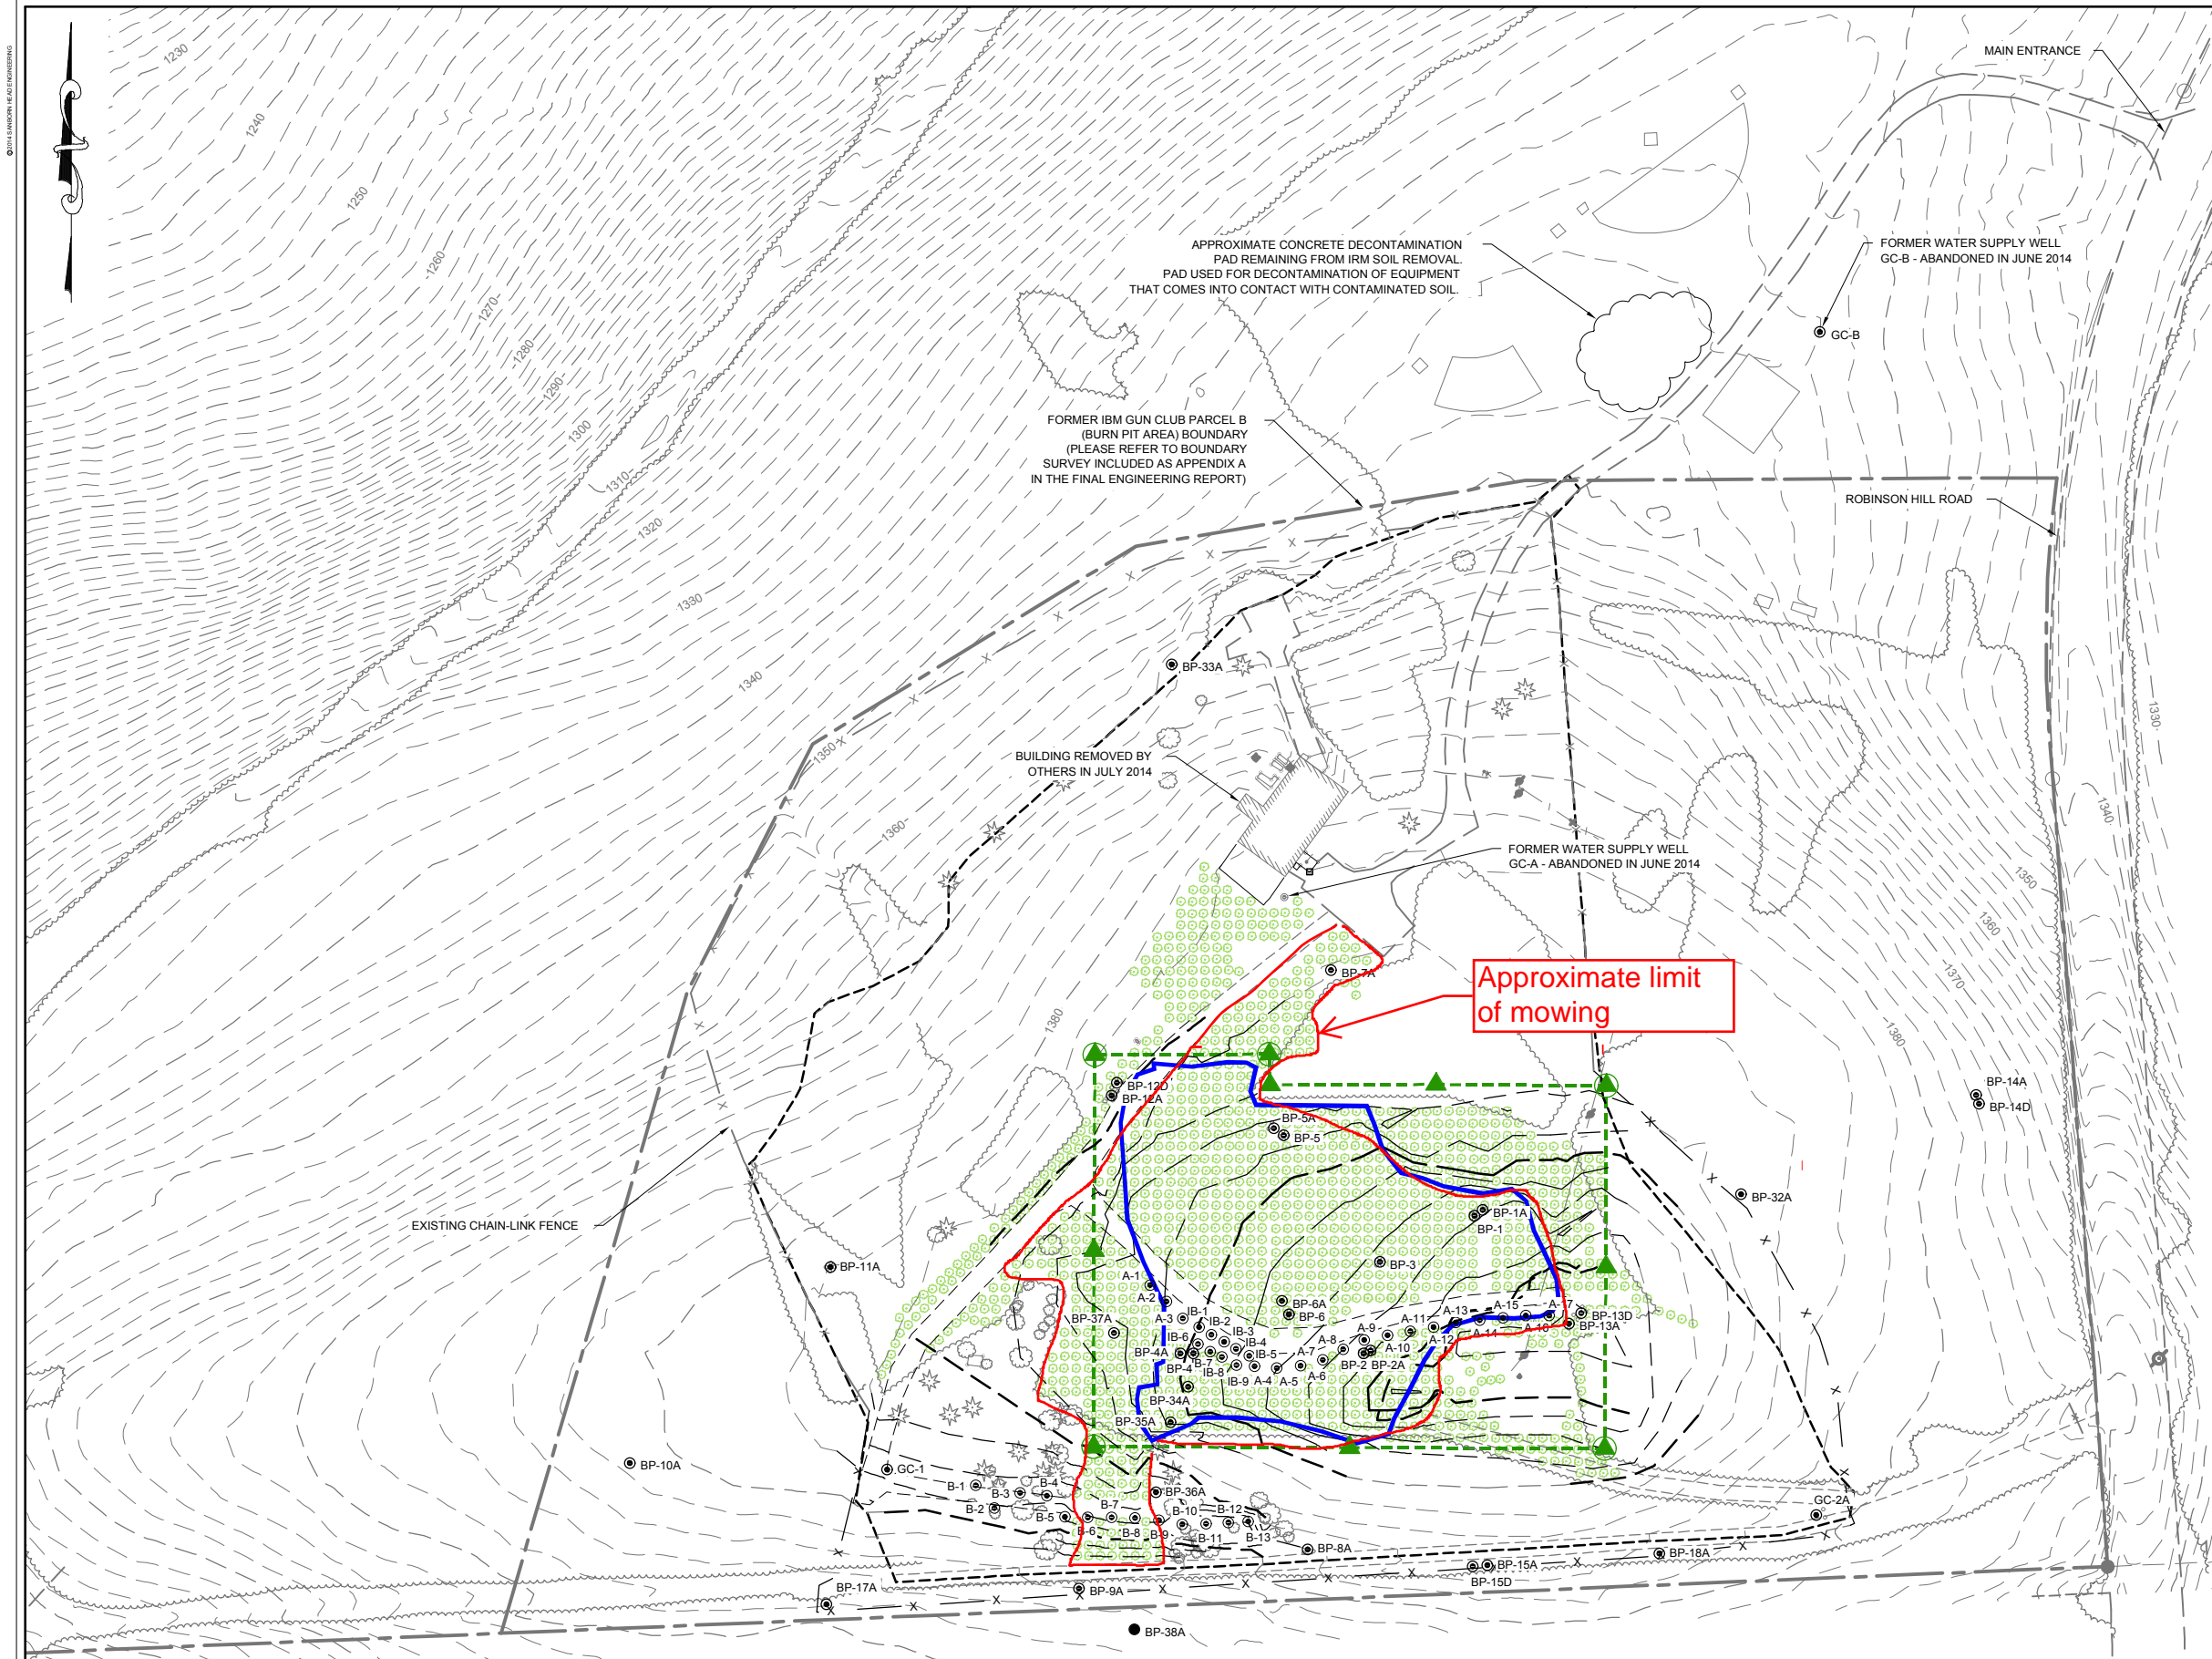 ©2014 SANBORN HEAD ENGINEERING
MAIN ENTRANCE
1230
1240
1250
1260
1270
1280
1290
1300
1310
1320
1330
1340
1350
1360
1380
APPROXIMATE CONCRETE DECONTAMINATION
PAD REMAINING FROM IRM SOIL REMOVAL.
PAD USED FOR DECONTAMINATION OF EQUIPMENT
THAT COMES INTO CONTACT WITH CONTAMINATED SOIL.
FORMER WATER SUPPLY WELL
GC-B - ABANDONED IN JUNE 2014
GC-B
FORMER IBM GUN CLUB PARCEL B
(BURN PIT AREA) BOUNDARY
(PLEASE REFER TO BOUNDARY
SURVEY INCLUDED AS APPENDIX A
IN THE FINAL ENGINEERING REPORT)
ROBINSON HILL ROAD
BP-33A
1330
1340
1350
1360
1370
1380
BUILDING REMOVED BY
OTHERS IN JULY 2014
FORMER WATER SUPPLY WELL
GC-A - ABANDONED IN JUNE 2014
BP-7A
Approximate limit
of mowing
BP-12D
BP-12A
BP-14A
BP-14D
BP-5A
BP-5
BP-32A
BP-1A
BP-1
EXISTING CHAIN-LINK FENCE
BP-11A
BP-3
A-1
A-2
A-3
IB-1
IB-2
IB-3
IB-4
IB-5
IB-6
B-7
IB-8
IB-9
BP-6A
BP-6
BP-37A
BP-4A
BP-4
A-4
A-5
A-6
A-7
A-8
A-9
A-10
A-11
A-12
A-13
A-14
A-15
A-16
A-17
BP-13D
BP-13A
BP-2
BP-2A
BP-34A
BP-35A
BP-10A
GC-1
B-1
B-2
B-3
B-4
B-5
B-6
B-7
B-8
B-9
B-10
B-11
B-12
B-13
BP-36A
GC-2A
BP-8A
BP-18A
BP-15A
BP-15D
BP-17A
BP-9A
BP-38A